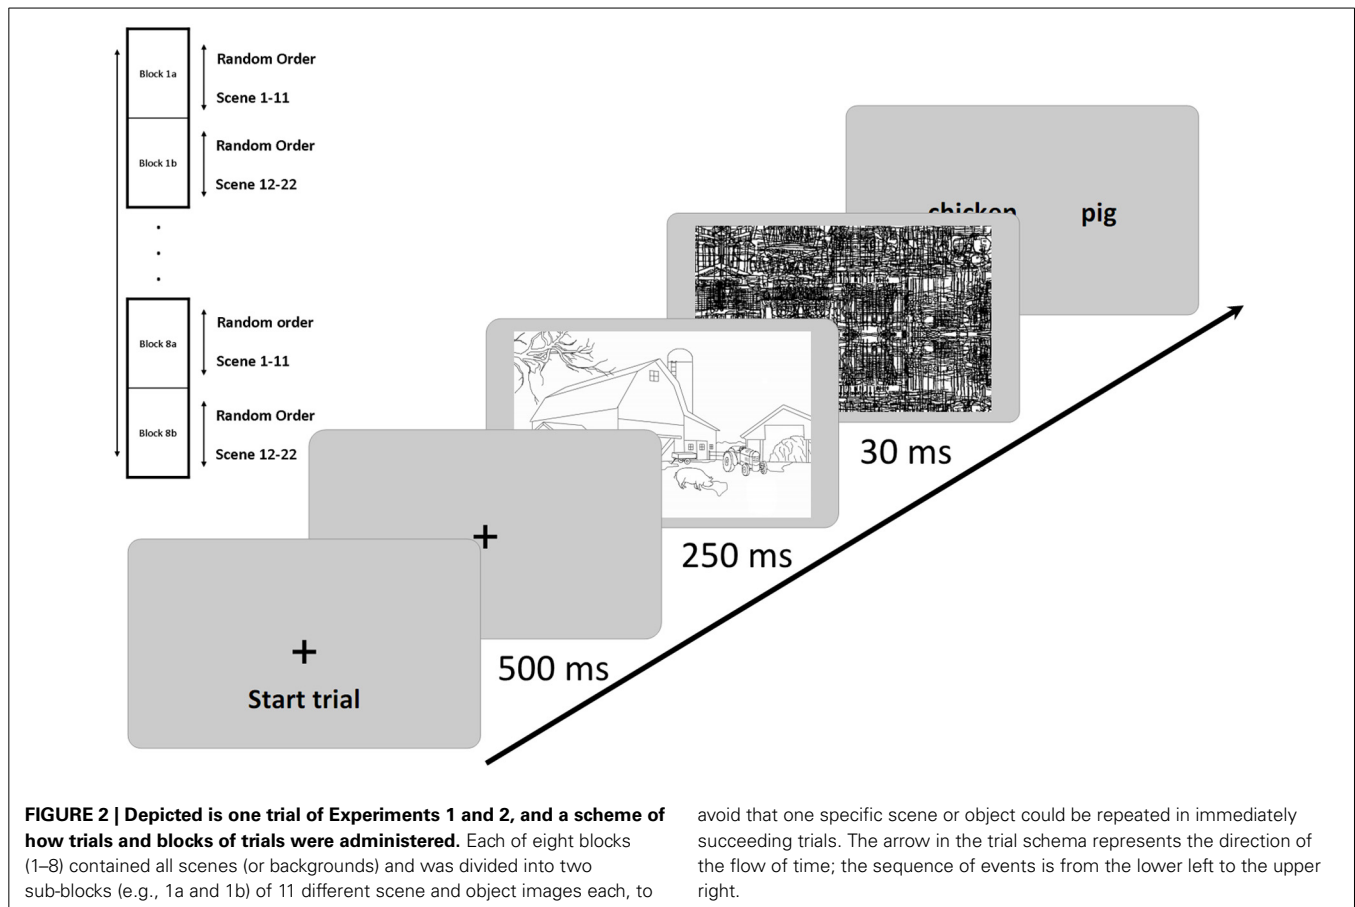 Block 1a
Random Order
Scene 1-11
Block 1b
Random Order
Scene 12-22
Block 8a
Random order
Scene 1-11
Block 8b
Random Order
Scene 12-22
chicken pig
30 ms
250 ms
500 ms
+
+
Start trial
FIGURE 2 | Depicted is one trial of Experiments 1 and 2, and a scheme of
how trials and blocks of trials were administered. Each of eight blocks
(1–8) contained all scenes (or backgrounds) and was divided into two
sub-blocks (e.g., 1a and 1b) of 11 different scene and object images each, to
avoid that one specific scene or object could be repeated in immediately
succeeding trials. The arrow in the trial schema represents the direction of
the flow of time; the sequence of events is from the lower left to the upper
right.